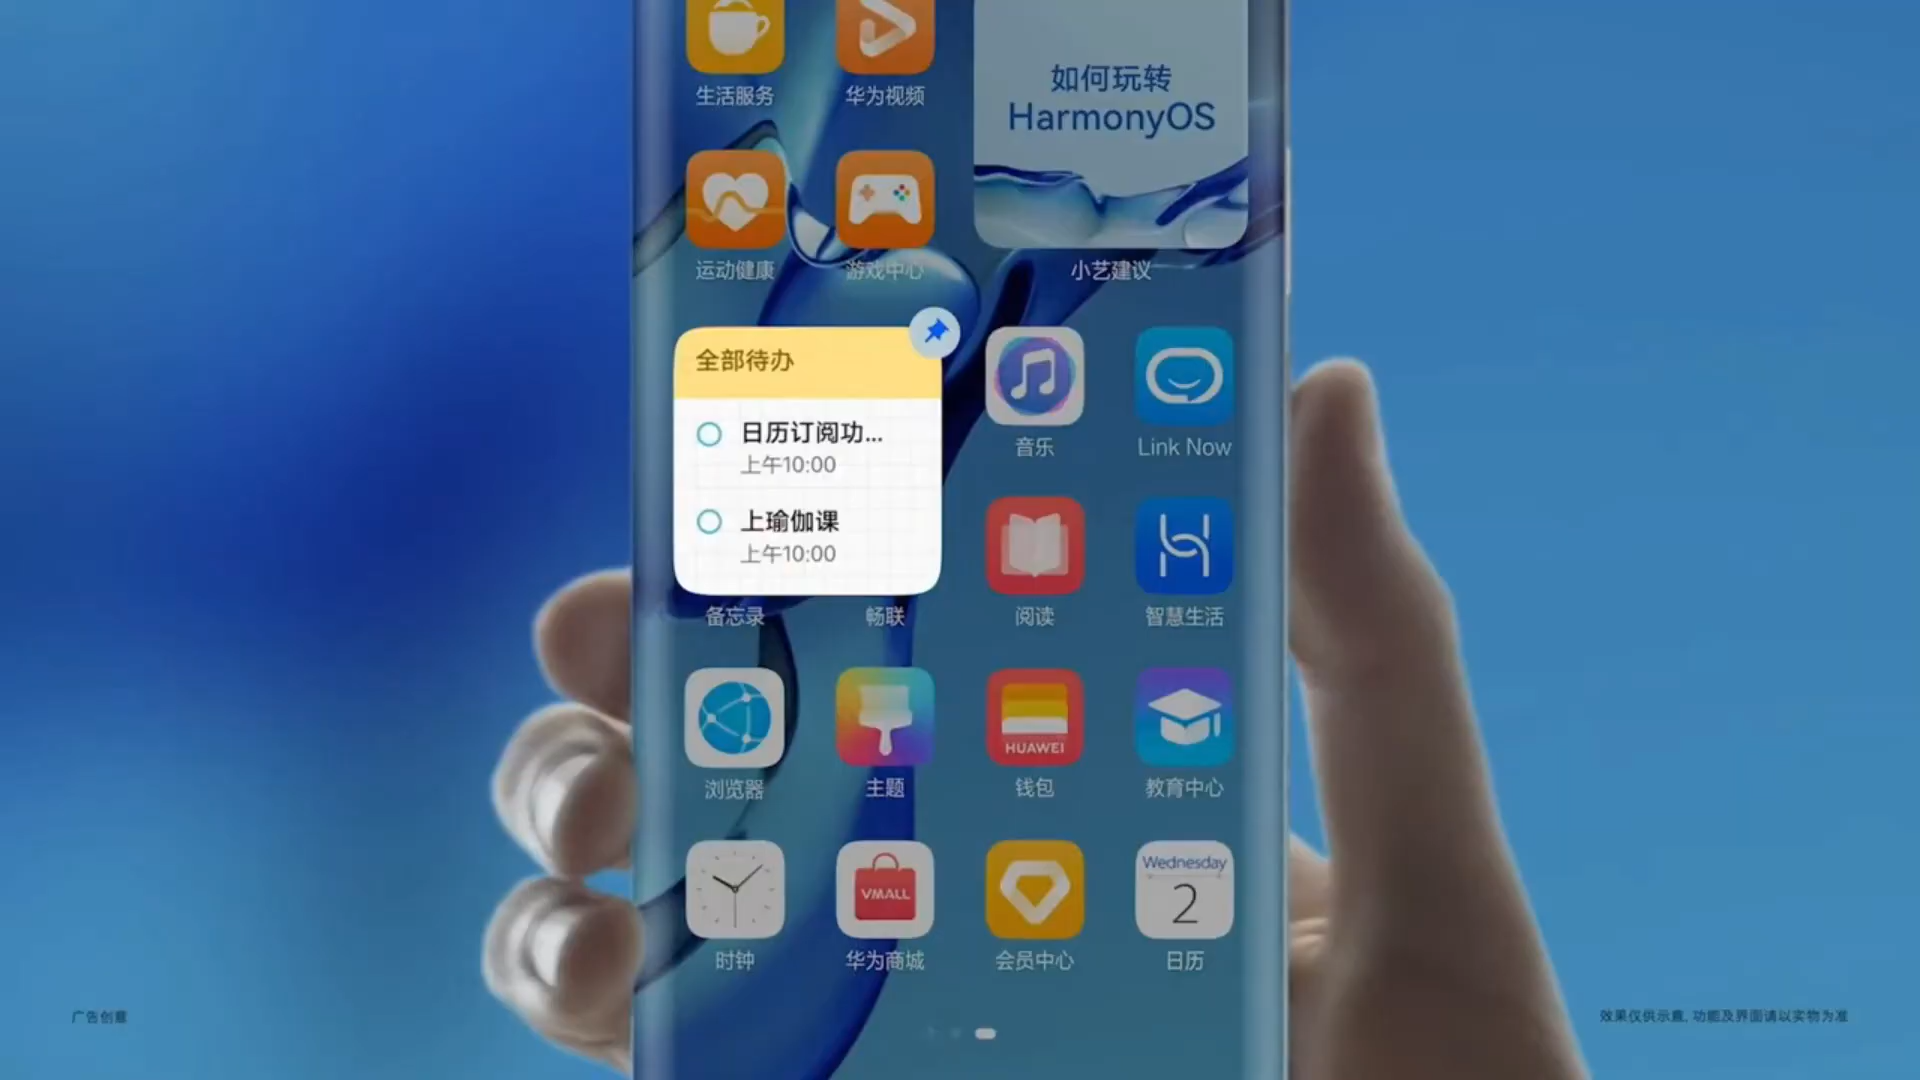 生活服务
华为视频
如何玩转
HarmonyOS
运动健康
游戏中心
小艺建议
全部待办
日历订阅功...
上午10:00
上瑜伽课
上午10:00
音乐
Link Now
备忘录
畅联
阅读
智慧生活
浏览器
主题
HUAWEI
钱包
教育中心
时钟
VMALL
华为商城
会员中心
Wednesday
2
日历
广告创意
效果仅供示意, 功能及界面请以实物为准